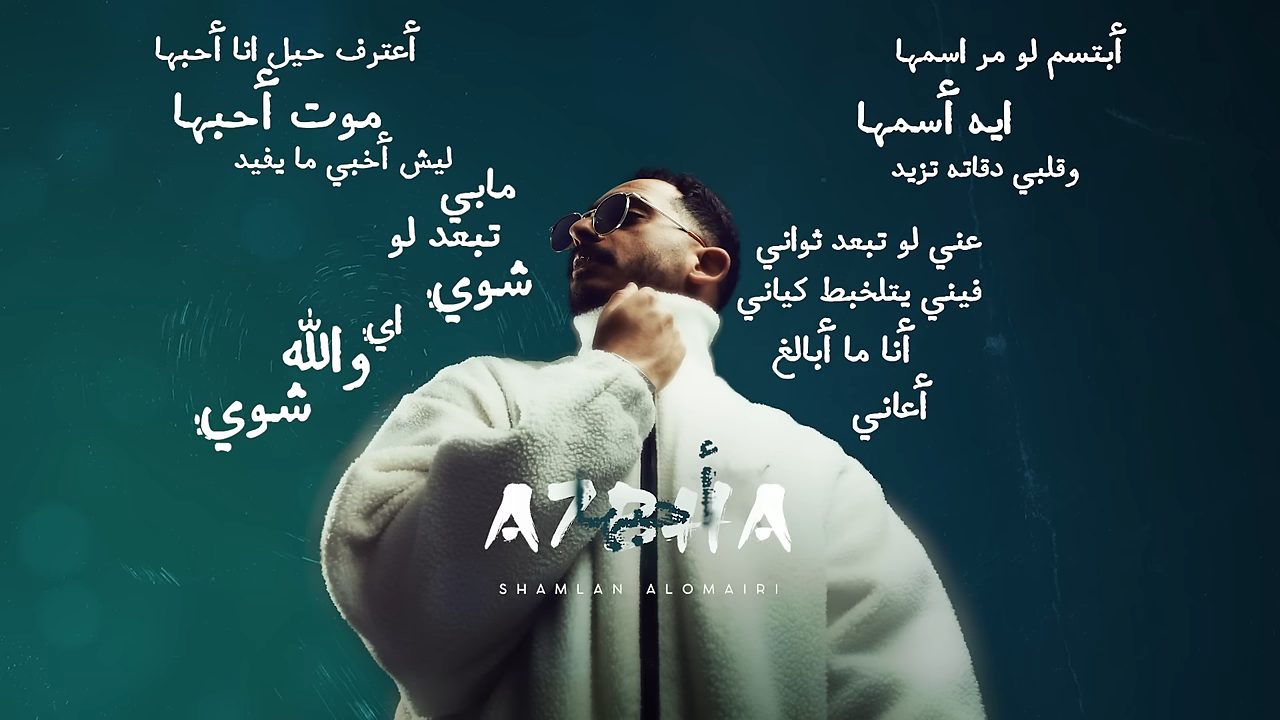 أبتسم لو مر اسمها
ايه أسمها
وقلبي دقاته تزيد
عني لو تبعد ثواني
فيني يتلخبط كياني
أنا ما أبالغ
أعاني
أعترف حيل انا أحبها
موت أحبها
ليش أخبي ما يفيد
مابي
تبعد لو
شوي
اي
والله
شوي
أحبها
A7BHA
SHAMLAN ALOMAIRI